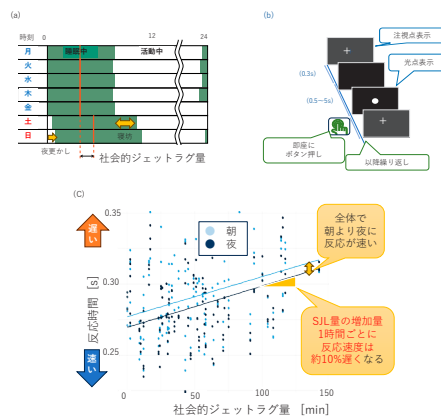 (a)
時刻 0 12 24
月 睡眠中 活動中
火
水
木
金
土
日 寝坊
夜更かし
社会的ジェットラグ量
(b)
注視点表示
光点表示
(0.3s)
(0.5~5s)
即座に
ボタン押し
以降繰り返し
(C)
遅い
速い
反応時間 [s]
0.35
0.30
0.25
朝
夜
全体で
朝より夜に
反応が速い
SJL量の増加量
1時間ごとに
反応速度は
約10%遅くなる
0 50 100 150
社会的ジェットラグ量 [min]